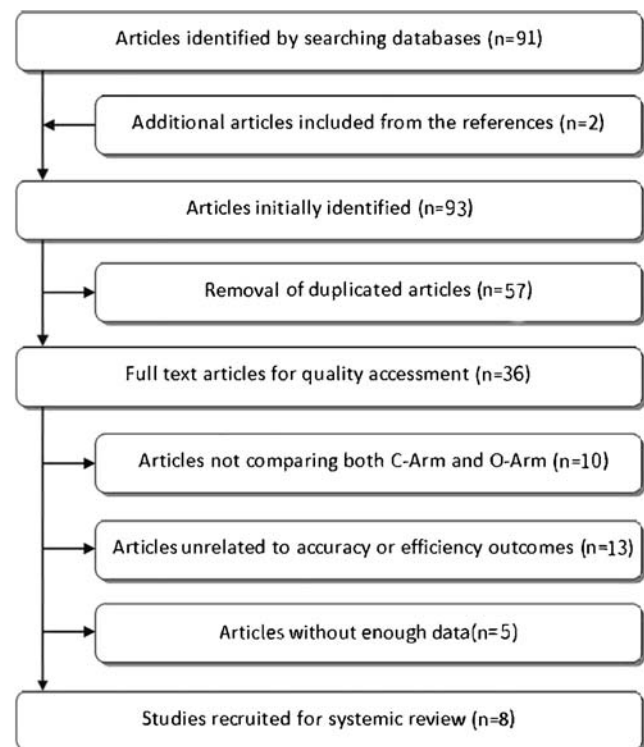 Articles identified by searching databases (n=91)
Additional articles included from the references (n=2)
Articles initially identified (n=93)
Removal of duplicated articles (n=57)
Full text articles for quality accessment (n=36)
Articles not comparing both C-Arm and O-Arm (n=10)
Articles unrelated to accuracy or efficiency outcomes (n=13)
Articles without enough data(n=5)
Studies recruited for systemic review (n=8)